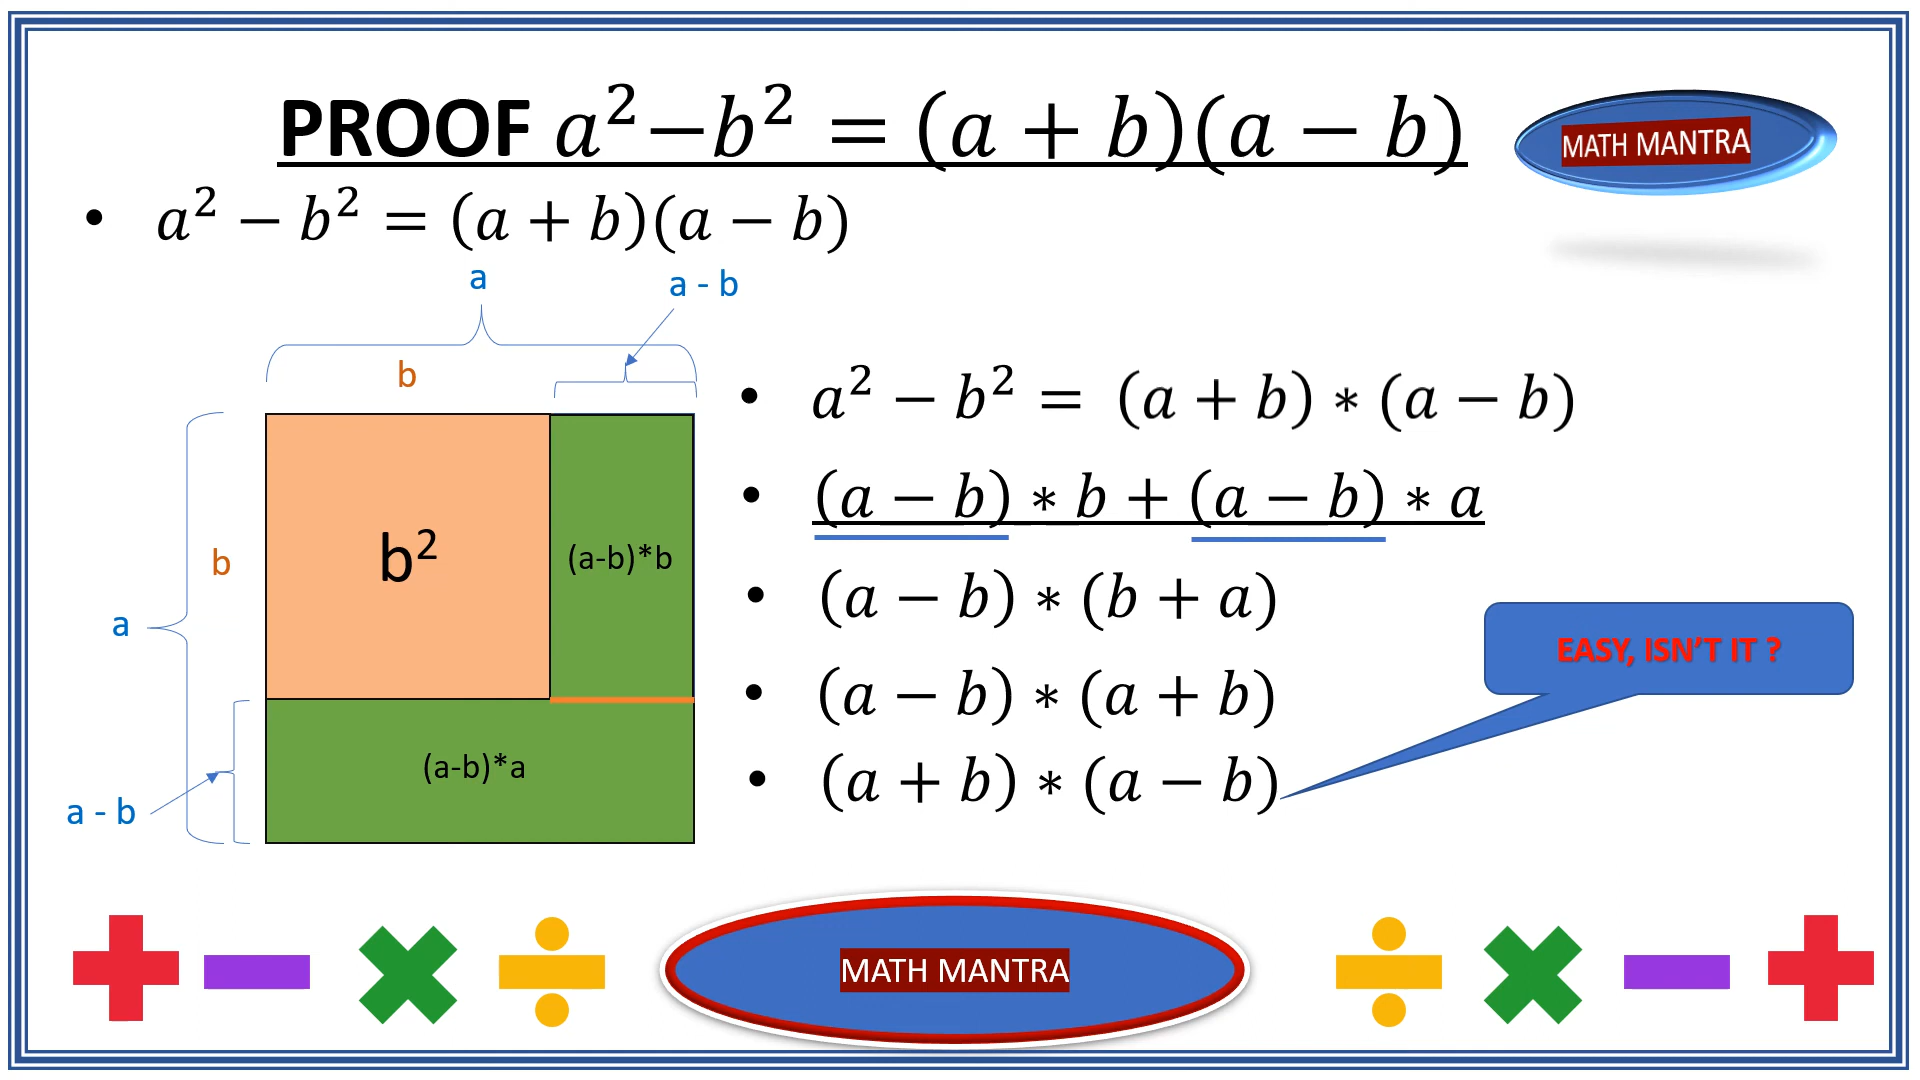 PROOF a²−b² = (a + b)(a − b)
MATH MANTRA
• a² − b² = (a + b)(a − b)
a
a - b
b
b
a
a - b
b²
(a-b)*b
(a-b)*a
• a² − b² = (a + b) ∗ (a − b)
• (a − b) ∗ b + (a − b) ∗ a
• (a − b) ∗ (b + a)
• (a − b) ∗ (a + b)
• (a + b) ∗ (a − b)
EASY, ISN'T IT ?
MATH MANTRA